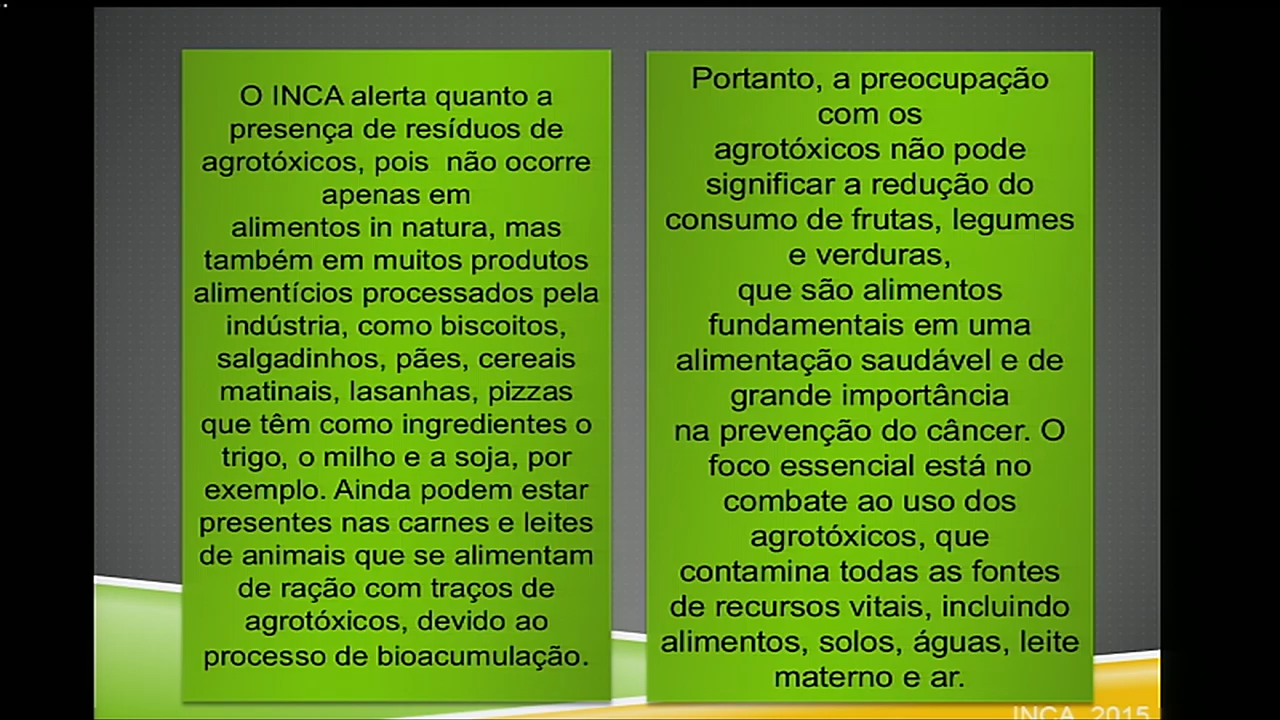 O INCA alerta quanto a
presença de resíduos de
agrotóxicos, pois  não ocorre
apenas em
alimentos in natura, mas
também em muitos produtos
alimentícios processados pela
indústria, como biscoitos,
salgadinhos, pães, cereais
matinais, lasanhas, pizzas
que têm como ingredientes o
trigo, o milho e a soja, por
exemplo. Ainda podem estar
presentes nas carnes e leites
de animais que se alimentam
de ração com traços de
agrotóxicos, devido ao
processo de bioacumulação.
Portanto, a preocupação
com os
agrotóxicos não pode
significar a redução do
consumo de frutas, legumes
e verduras,
que são alimentos
fundamentais em uma
alimentação saudável e de
grande importância
na prevenção do câncer. O
foco essencial está no
combate ao uso dos
agrotóxicos, que
contamina todas as fontes
de recursos vitais, incluindo
alimentos, solos, águas, leite
materno e ar.
INCA, 2015